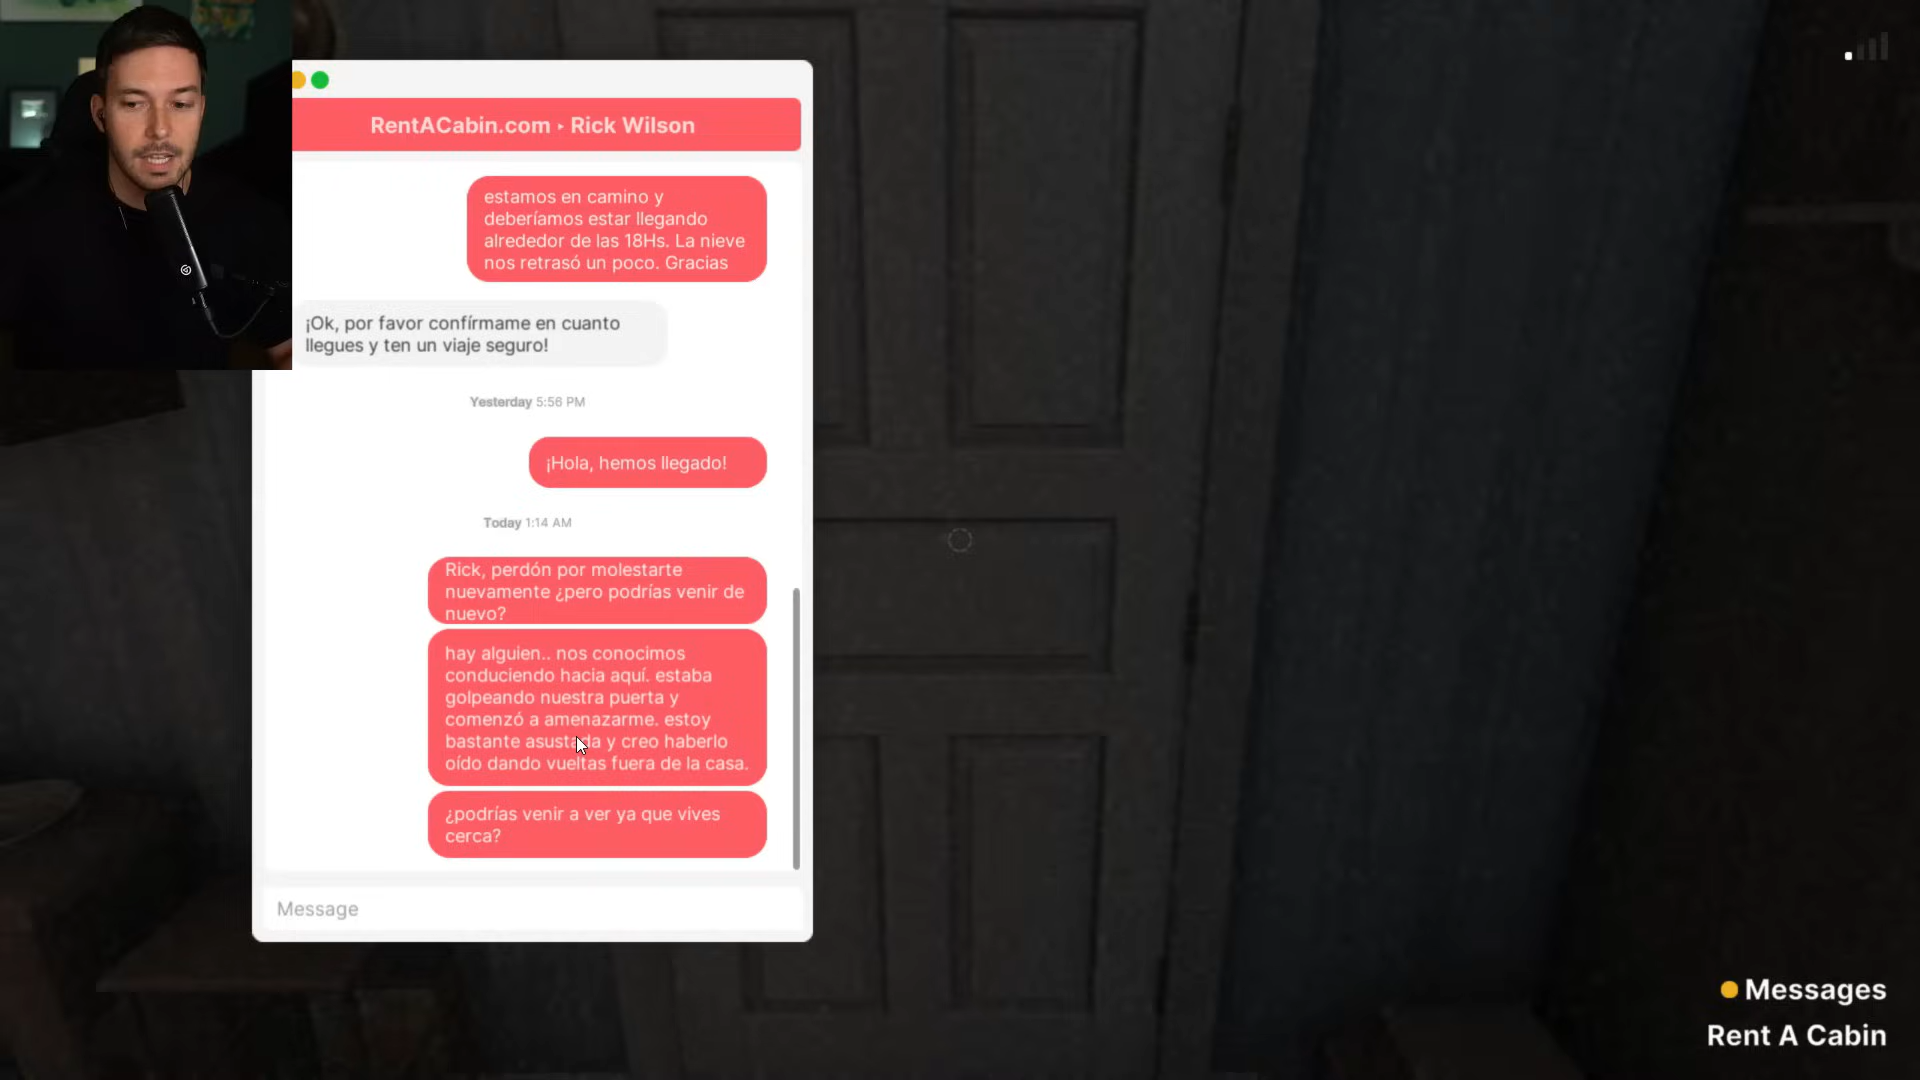 RentACabin.com ▸ Rick Wilson
estamos en camino y
deberíamos estar llegando
alrededor de las 18Hs. La nieve
nos retrasó un poco. Gracias
¡Ok, por favor confírmame en cuanto
llegues y ten un viaje seguro!
Yesterday 5:56 PM
¡Hola, hemos llegado!
Today 1:14 AM
Rick, perdón por molestarte
nuevamente ¿pero podrías venir de
nuevo?
hay alguien.. nos conocimos
conduciendo hacia aquí. estaba
golpeando nuestra puerta y
comenzó a amenazarme. estoy
bastante asustada y creo haberlo
oído dando vueltas fuera de la casa.
¿podrías venir a ver ya que vives
cerca?
Message
Messages
Rent A Cabin